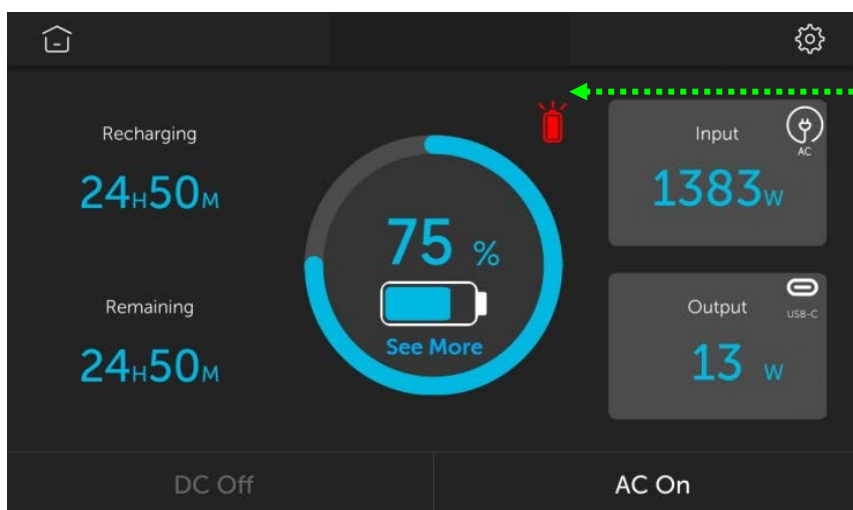 Recharging
24H50M
Remaining
24H50M
75 %
See More
Input
AC
1383W
Output
USB-C
13 W
DC Off
AC On